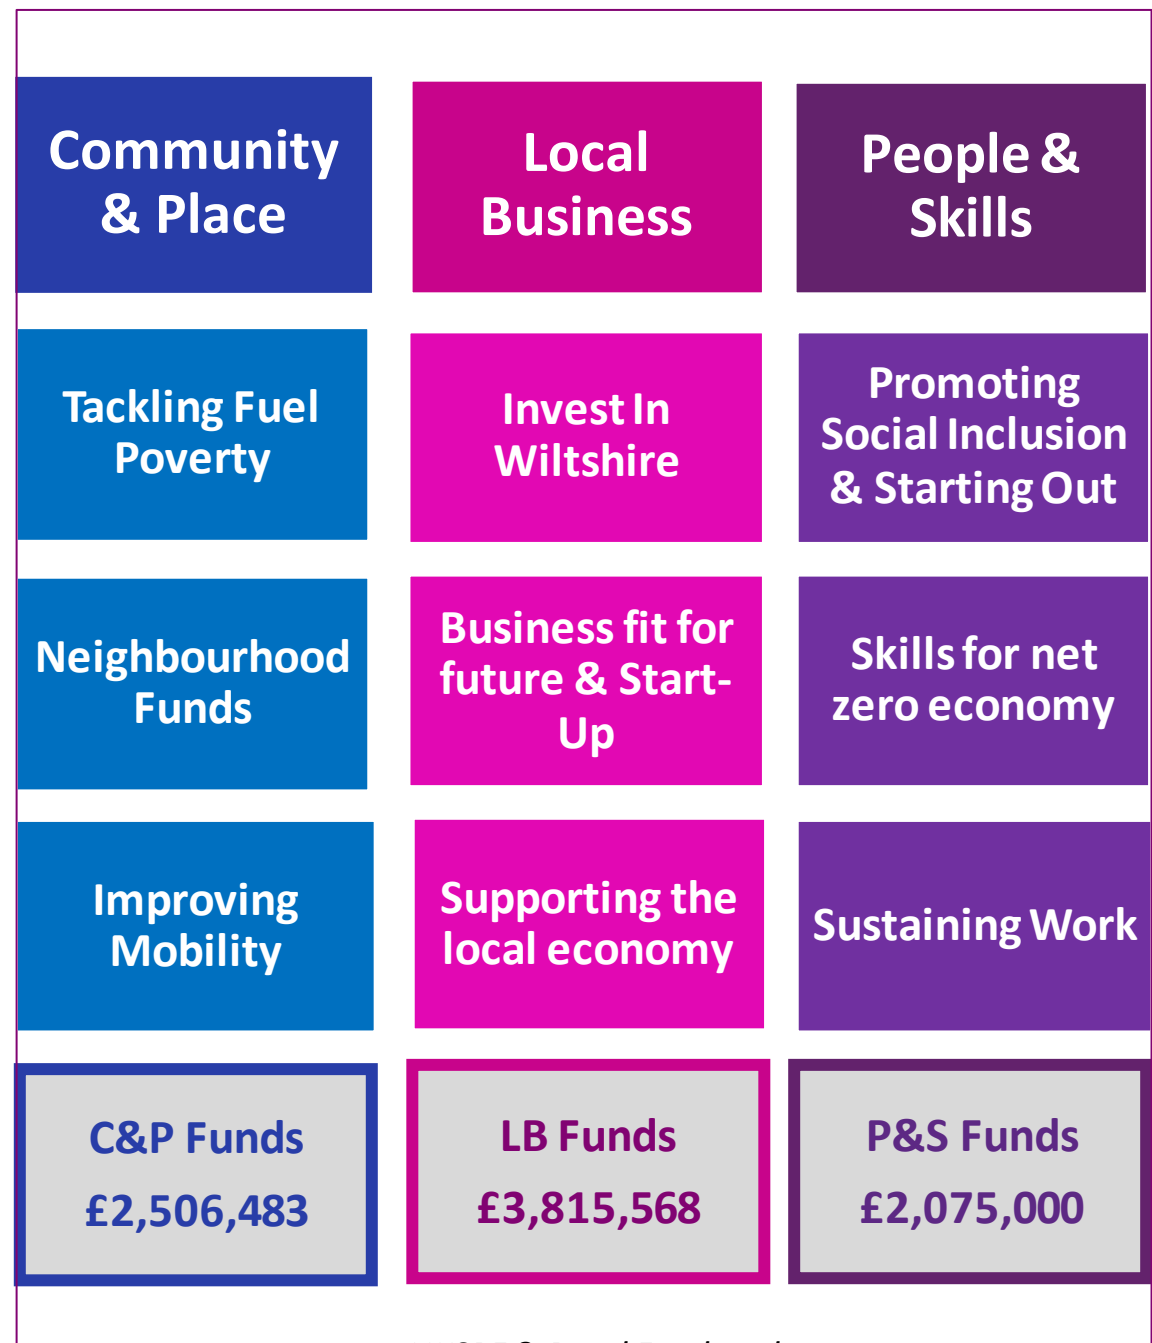 Community
& Place
Local
Business
People &
Skills
Tackling Fuel
Poverty
Invest In
Wiltshire
Promoting
Social Inclusion
& Starting Out
Neighbourhood
Funds
Business fit for
future & Start-
Up
Skills for net
zero economy
Improving
Mobility
Supporting the
local economy
Sustaining Work
C&P Funds
£2,506,483
LB Funds
£3,815,568
P&S Funds
£2,075,000